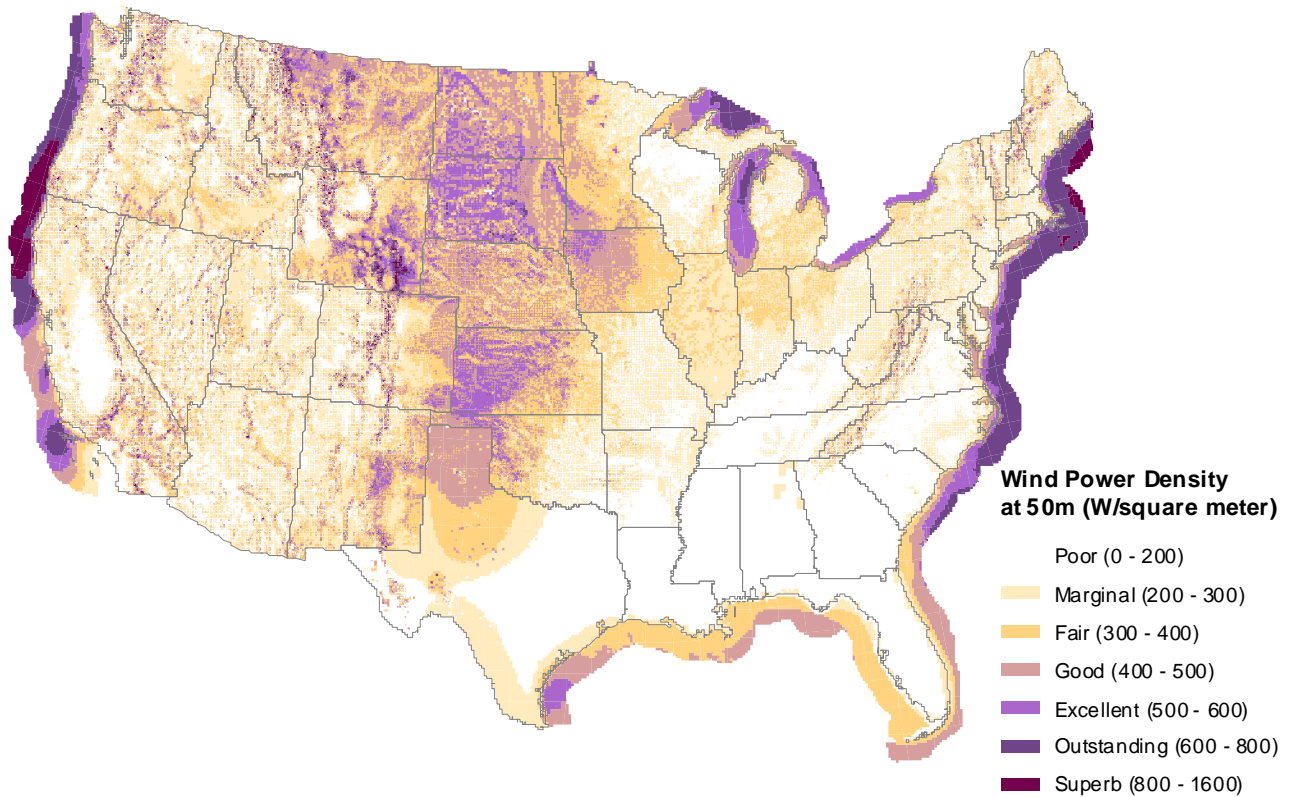 Wind Power Density
at 50m (W/square meter)
Poor (0 - 200)
Marginal (200 - 300)
Fair (300 - 400)
Good (400 - 500)
Excellent (500 - 600)
Outstanding (600 - 800)
Superb (800 - 1600)